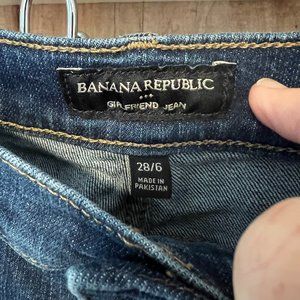 BANANA REPUBLIC
GIRLFRIEND JEAN
28/6
MADE IN
PAKISTAN